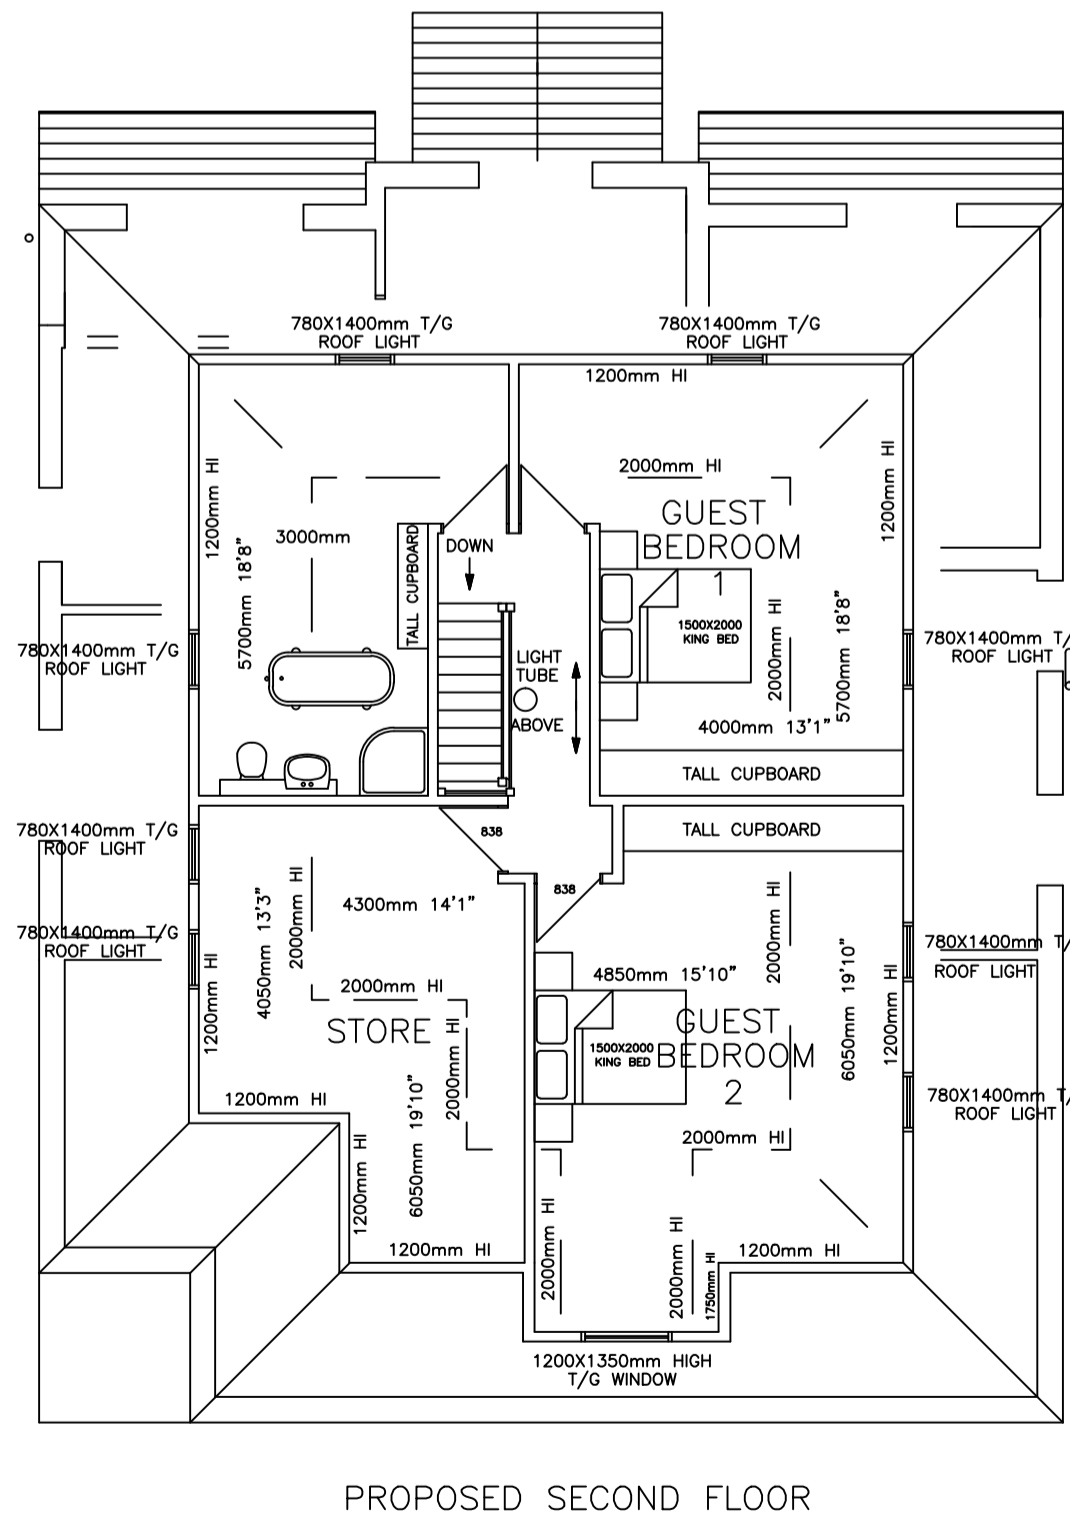 780X1400mm T/G
ROOF LIGHT
780X1400mm T/G
ROOF LIGHT
1200mm HI
2000mm HI
1200mm HI
1200mm HI
GUEST
BEDROOM
1
3000mm
TALL CUPBOARD
DOWN
5700mm 18'8"
2000mm HI
5700mm 18'8"
1500X2000
KING BED
780X1400mm T/G
ROOF LIGHT
LIGHT
TUBE
ABOVE
780X1400mm T/
ROOF LIGHT
4000mm 13'1"
TALL CUPBOARD
780X1400mm T/G
ROOF LIGHT
838
TALL CUPBOARD
838
4300mm 14'1"
2000mm HI
4050mm 13'3"
780X1400mm T/G
ROOF LIGHT
1200mm HI
2000mm HI
STORE
2000mm HI
4850mm 15'10"
2000mm HI
6050mm 19'10"
1200mm HI
780X1400mm T/
ROOF LIGHT
GUEST
BEDROOM
2
1500X2000
KING BED
1200mm HI
6050mm 19'10"
1200mm HI
2000mm HI
780X1400mm T/
ROOF LIGHT
1200mm HI
2000mm HI
2000mm HI
1750mm HI
1200mm HI
1200X1350mm HIGH
T/G WINDOW
PROPOSED SECOND FLOOR